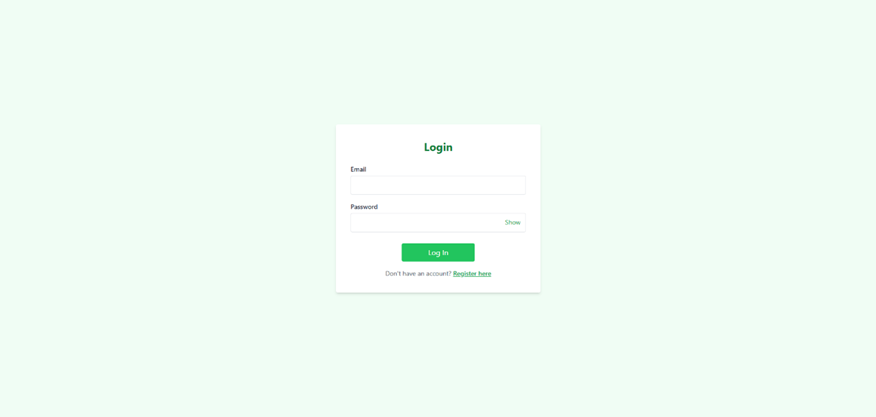 Login
Email
Password
Show
Log In
Don't have an account? Register here